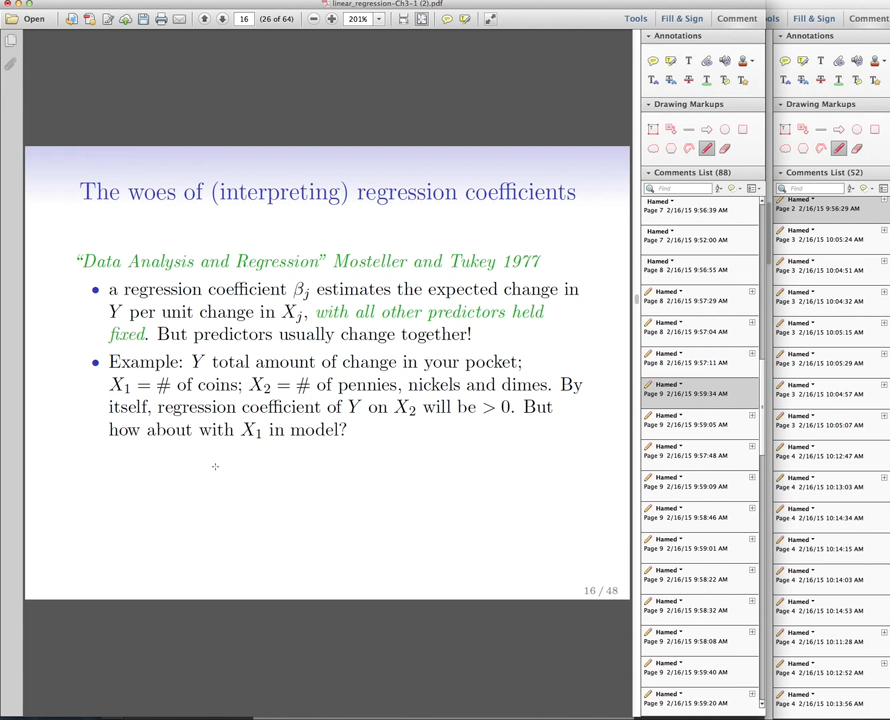 linear_regression-Ch3-1 (2).pdf
Open
16
(26 of 64)
201%
Tools
Fill & Sign
Comment
Fill & Sign
Comment
Annotations
Drawing Markups
Comments List (88)
Find
Hamed
Page 7 2/16/15 9:56:39 AM
Page 7 2/16/15 9:52:00 AM
Hamed
Page 8 2/16/15 9:56:55 AM
Hamed
Page 8 2/16/15 9:57:29 AM
Hamed
Page 8 2/16/15 9:57:04 AM
Hamed
Page 8 2/16/15 9:57:11 AM
Hamed
Page 9 2/16/15 9:59:34 AM
Hamed
Page 9 2/16/15 9:59:05 AM
Hamed
Page 9 2/16/15 9:57:48 AM
Hamed
Page 9 2/16/15 9:59:09 AM
Hamed
Page 9 2/16/15 9:58:46 AM
Hamed
Page 9 2/16/15 9:59:01 AM
Hamed
Page 9 2/16/15 9:58:22 AM
Hamed
Page 9 2/16/15 9:58:32 AM
Hamed
Page 9 2/16/15 9:58:08 AM
Hamed
Page 9 2/16/15 9:59:40 AM
Hamed
Page 9 2/16/15 9:59:20 AM
Annotations
Drawing Markups
Comments List (52)
Find
Hamed
Page 2 2/16/15 9:56:29 AM
Hamed
Page 3 2/16/15 10:05:24 AM
Hamed
Page 3 2/16/15 10:04:51 AM
Hamed
Page 3 2/16/15 10:04:32 AM
Hamed
Page 3 2/16/15 10:05:15 AM
Hamed
Page 3 2/16/15 10:05:29 AM
Hamed
Page 3 2/16/15 10:04:57 AM
Hamed
Page 3 2/16/15 10:05:07 AM
Hamed
Page 4 2/16/15 10:12:47 AM
Hamed
Page 4 2/16/15 10:13:03 AM
Hamed
Page 4 2/16/15 10:14:34 AM
Hamed
Page 4 2/16/15 10:14:15 AM
Hamed
Page 4 2/16/15 10:14:03 AM
Hamed
Page 4 2/16/15 10:14:53 AM
Hamed
Page 4 2/16/15 10:11:28 AM
Hamed
Page 4 2/16/15 10:12:52 AM
Hamed
Page 4 2/16/15 10:13:56 AM
The woes of (interpreting) regression coefficients
“Data Analysis and Regression” Mosteller and Tukey 1977
• a regression coefficient βj estimates the expected change in
Y per unit change in Xj, with all other predictors held
fixed. But predictors usually change together!
• Example: Y total amount of change in your pocket;
X1 = # of coins; X2 = # of pennies, nickels and dimes. By
itself, regression coefficient of Y on X2 will be > 0. But
how about with X1 in model?
16 / 48